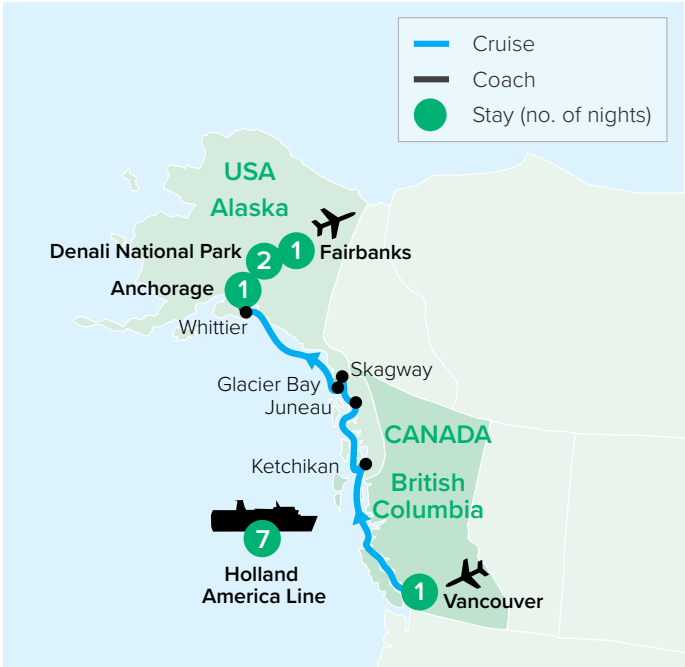 Cruise
Coach
Stay (no. of nights)
USA
Alaska
Denali National Park
2
1
Fairbanks
Anchorage
1
Whittier
Skagway
Glacier Bay
Juneau
CANADA
Ketchikan
British
Columbia
7
Holland
America Line
1
Vancouver